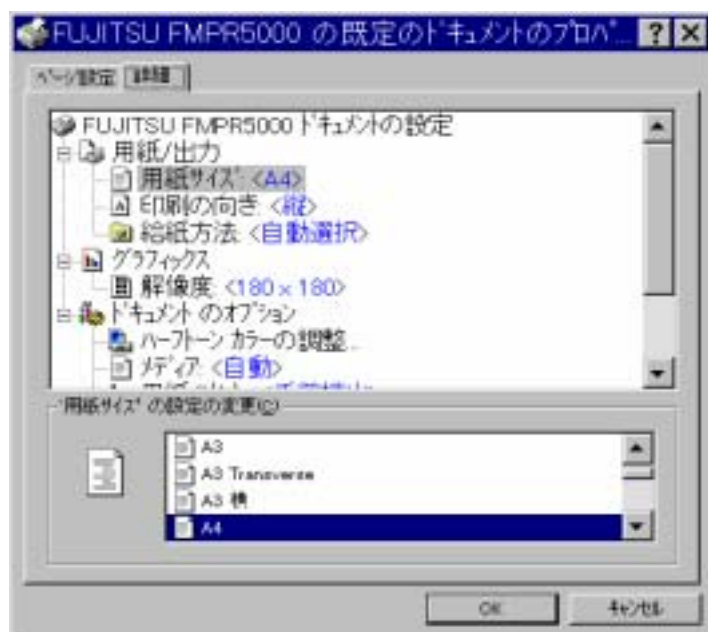 FUJITSU FMPR5000 の既定のﾄﾞｷｭﾒﾝﾄのﾌﾟﾛﾊﾟ...
ﾍﾟｰｼﾞ設定 詳細
FUJITSU FMPR5000 ﾄﾞｷｭﾒﾝﾄの設定
用紙/出力
用紙ｻｲｽﾞ: <A4>
印刷の向き: <縦>
給紙方法: <自動選択>
ｸﾞﾗﾌｨｯｸｽ
解像度: <180 x 180>
ﾄﾞｷｭﾒﾝﾄ のｵﾌﾟｼｮﾝ
ﾊｰﾌﾄｰﾝ ｶﾗｰの調整...
ﾒﾃﾞｨｱ: <自動>
"用紙ｻｲｽﾞ" の設定の変更(C)
A3
A3 Transverse
A3 横
A4
OK ｷｬﾝｾﾙ